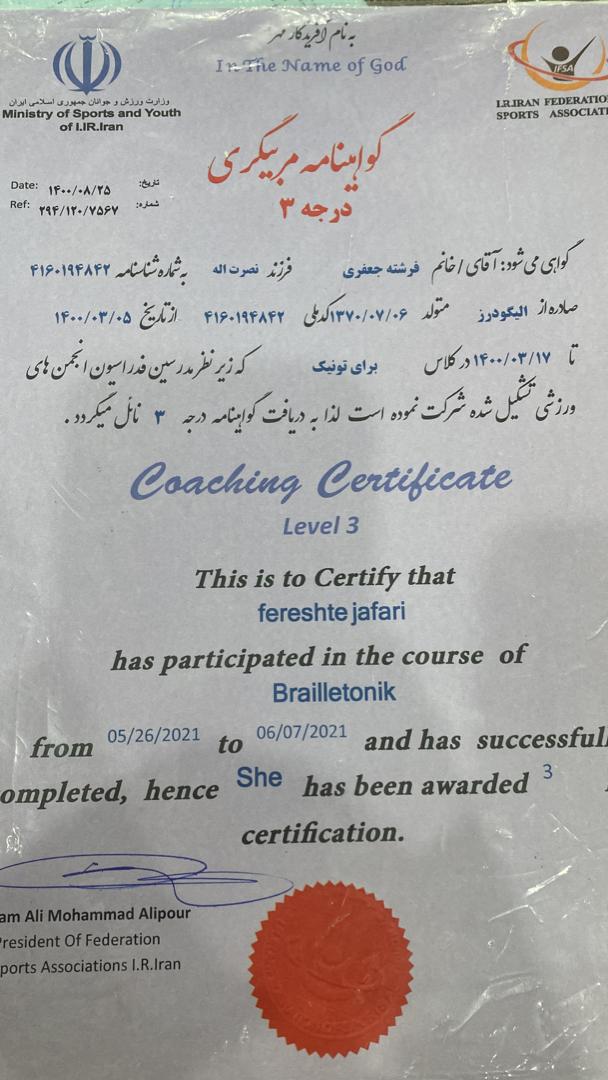 به نام آفریدگار مهر
In The Name of God
وزارت ورزش و جوانان جمهوری اسلامی ایران
Ministry of Sports and Youth
of I.IR.Iran
IFSA
I.R.IRAN FEDERATION
SPORTS ASSOCIAT
گواهینامه مربیگری
درجه ۳
Date: ۱۴۰۰/۰۸/۲۵ تاریخ:
Ref: ۲۹۴/۱۲۰/۷۵۶۷ شماره:
گواهی می شود: آقای / خانم فرشته جعفری فرزند نصرت اله به شماره شناسنامه ۴۱۶۰۱۹۴۸۴۲
صادره از الیگودرز متولد ۱۳۷۰/۰۷/۰۶ کدملی ۴۱۶۰۱۹۴۸۴۲ از تاریخ ۱۴۰۰/۰۳/۰۵
تا ۱۴۰۰/۰۳/۱۷ در کلاس برای تونیک که زیر نظر مدرسین فدراسیون انجمن های
ورزشی تشکیل شده شرکت نموده است لذا به دریافت گواهینامه درجه ۳ نائل میگردد .
Coaching Certificate
Level 3
This is to Certify that
fereshte jafari
has participated in the course of
Brailletonik
from 05/26/2021 to 06/07/2021 and has successfull
ompleted, hence She has been awarded 3
certification.
am Ali Mohammad Alipour
President Of Federation
ports Associations I.R.Iran